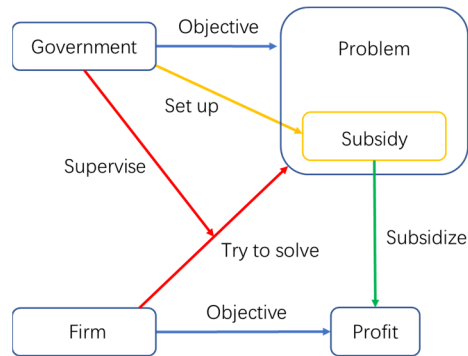 Objective
Government
Problem
Set up
Subsidy
Supervise
Subsidize
Try to solve
Objective
Firm
Profit